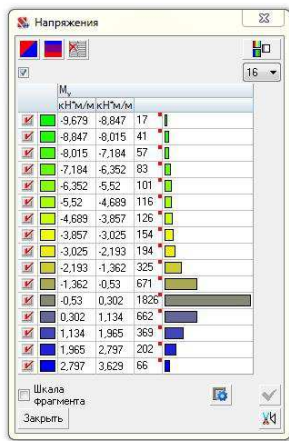 Напряжения
16
My
кН*м/м кН*м/м
-9,679 -8,847 17
-8,847 -8,015 41
-8,015 -7,184 57
-7,184 -6,352 83
-6,352 -5,52 101
-5,52 -4,689 116
-4,689 -3,857 126
-3,857 -3,025 154
-3,025 -2,193 194
-2,193 -1,362 325
-1,362 -0,53 671
-0,53 0,302 1826
0,302 1,134 662
1,134 1,965 369
1,965 2,797 202
2,797 3,629 66
Шкала
фрагмента
Закрыть